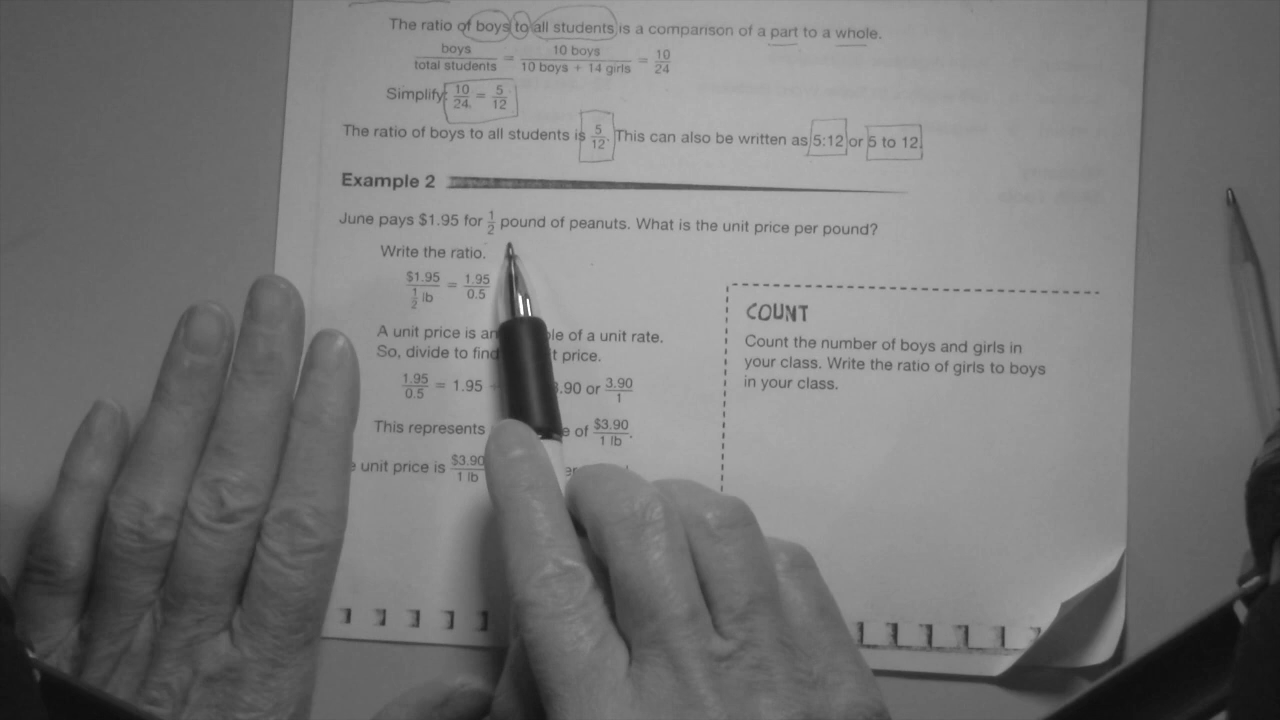 The ratio of boys to all students is a comparison of a part to a whole.
boys/total students = 10 boys/10 boys + 14 girls = 10/24
Simplify: 10/24 = 5/12
The ratio of boys to all students is 5/12. This can also be written as 5:12 or 5 to 12.
Example 2
June pays $1.95 for 1/2 pound of peanuts. What is the unit price per pound?
Write the ratio.
$1.95/1/2 lb = 1.95/0.5
A unit price is an of a unit rate.
So, divide to find price.
1.95/0.5 = 1.95 3.90 or 3.90/1
This represents of $3.90/1 lb.
unit price is $3.90/1 lb
COUNT
Count the number of boys and girls in
your class. Write the ratio of girls to boys
in your class.